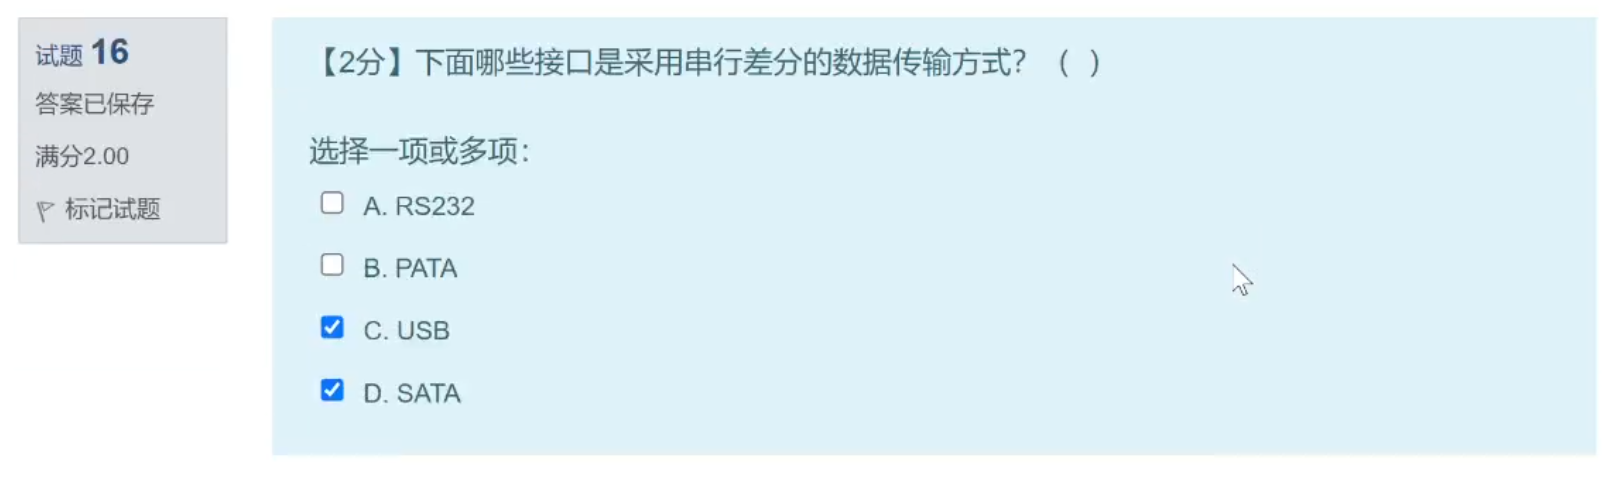 试题 16
答案已保存
满分2.00
标记试题
【2分】下面哪些接口是采用串行差分的数据传输方式？（ ）
选择一项或多项：
A. RS232
B. PATA
C. USB
D. SATA